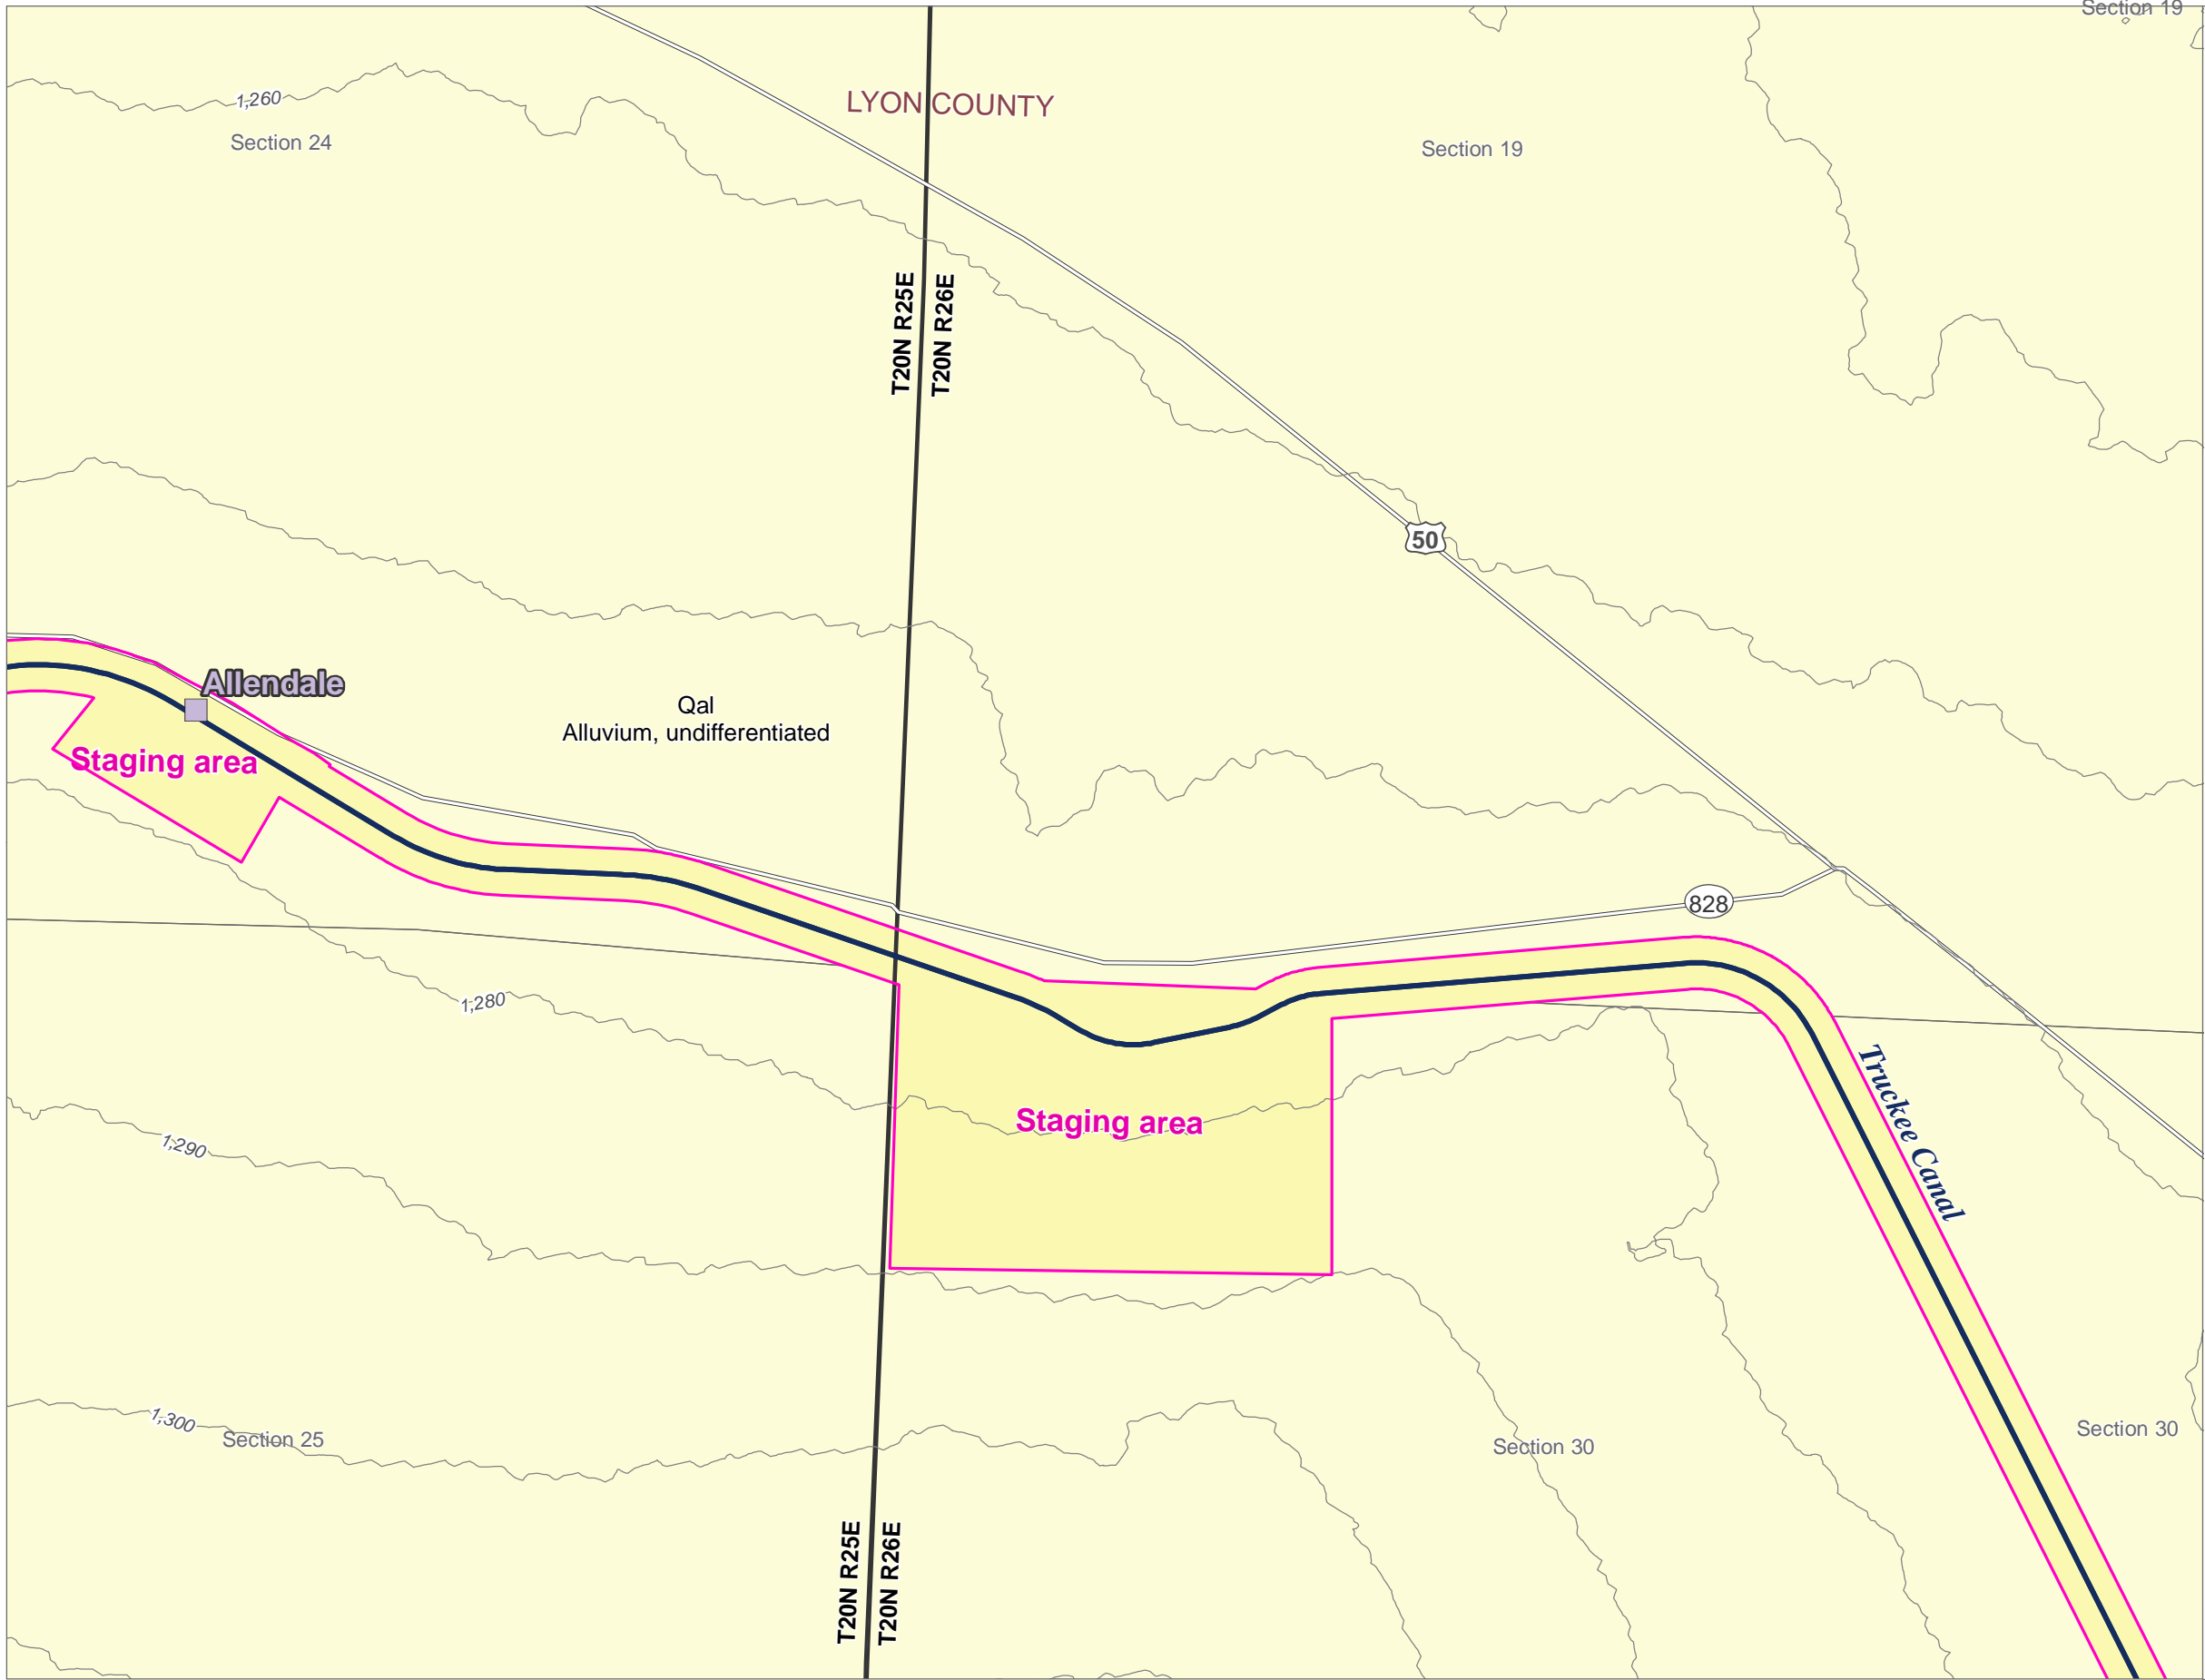 Section 19
1,260
LYON COUNTY
Section 24
Section 19
T20N R25E
T20N R26E
50
Allendale
Qal
Alluvium, undifferentiated
Staging area
828
1,280
Truckee Canal
Staging area
1,290
1,300
Section 25
Section 30
Section 30
T20N R25E
T20N R26E